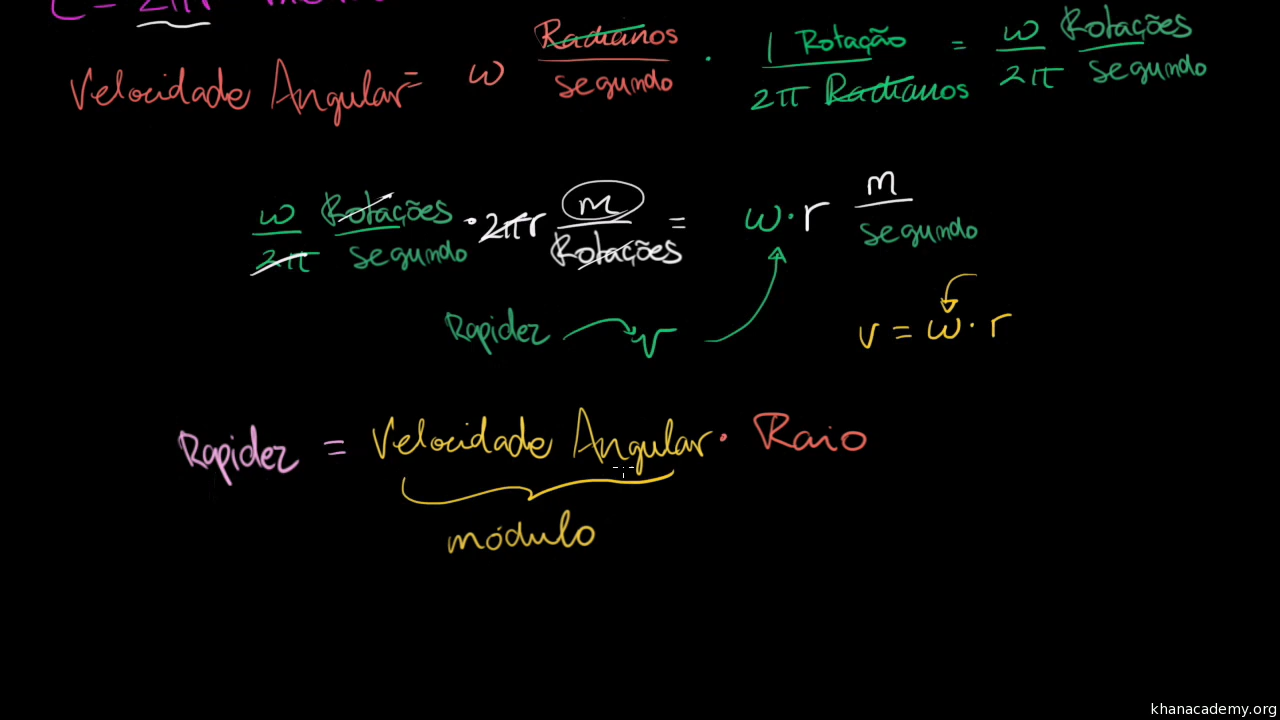 C = 2πr
Velocidade Angular = ω Radianos/segundo · 1 Rotação/2π Radianos = ω/2π Rotações/segundo
ω/2π Rotações/segundo · 2πr m/Rotações = ω · r m/segundo
Rapidez v
v = ω · r
Rapidez = Velocidade Angular · Raio
módulo
khanacademy.org